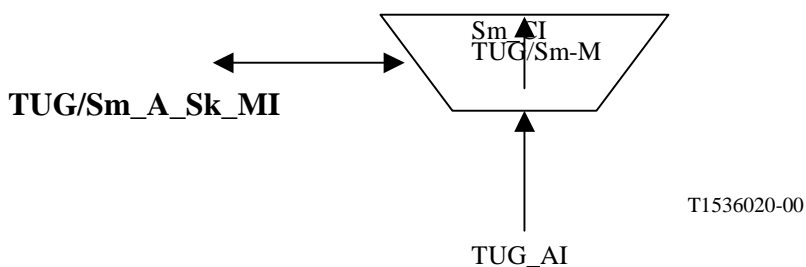 Sm_CI
TUG/Sm-M
TUG/Sm_A_Sk_MI
T1536020-00
TUG_AI